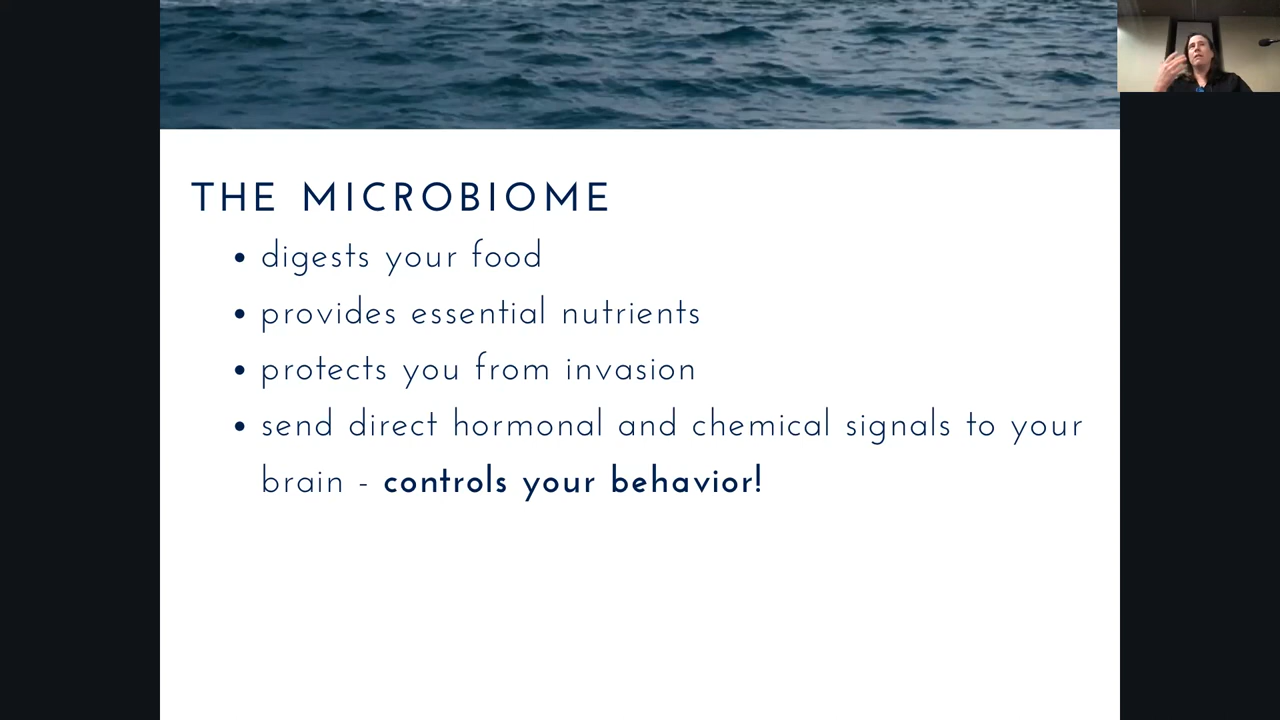 THE MICROBIOME
• digests your food
• provides essential nutrients
• protects you from invasion
• send direct hormonal and chemical signals to your
brain - controls your behavior!